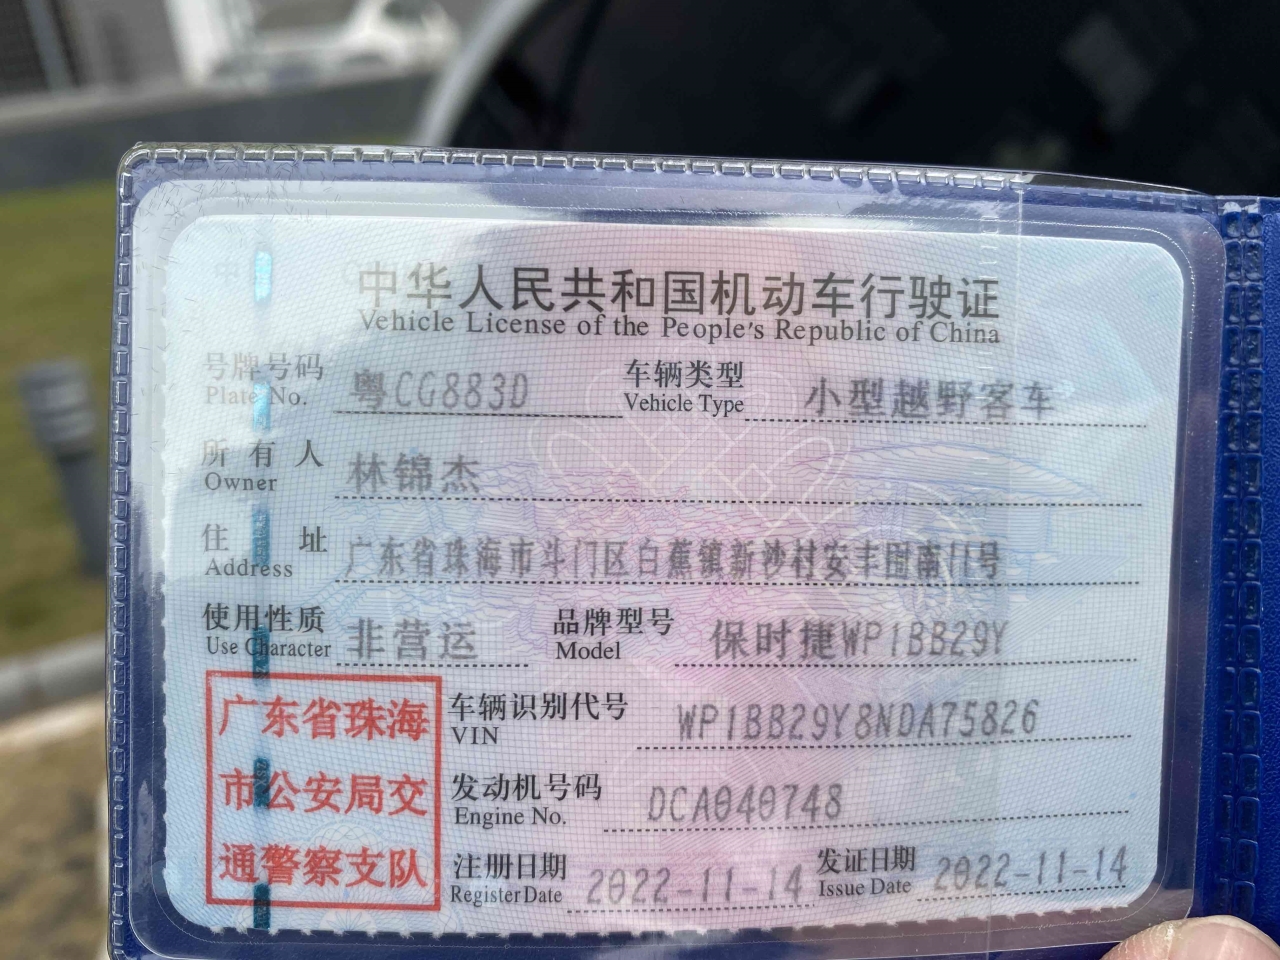 中华人民共和国机动车行驶证
Vehicle License of the People's Republic of China
号牌号码 粤CG883D 车辆类型 小型越野客车
Plate No. Vehicle Type
所有人 林锦杰
Owner
住址 广东省珠海市斗门区白蕉镇新沙村安丰围南11号
Address
使用性质 非营运 品牌型号 保时捷WP1BB29Y
Use Character Model
车辆识别代号 WP1BB29Y8NDA75826
VIN
发动机号码 DCA040748
Engine No.
注册日期 2022-11-14 发证日期 2022-11-14
Register Date Issue Date
广东省珠海
市公安局交
通警察支队